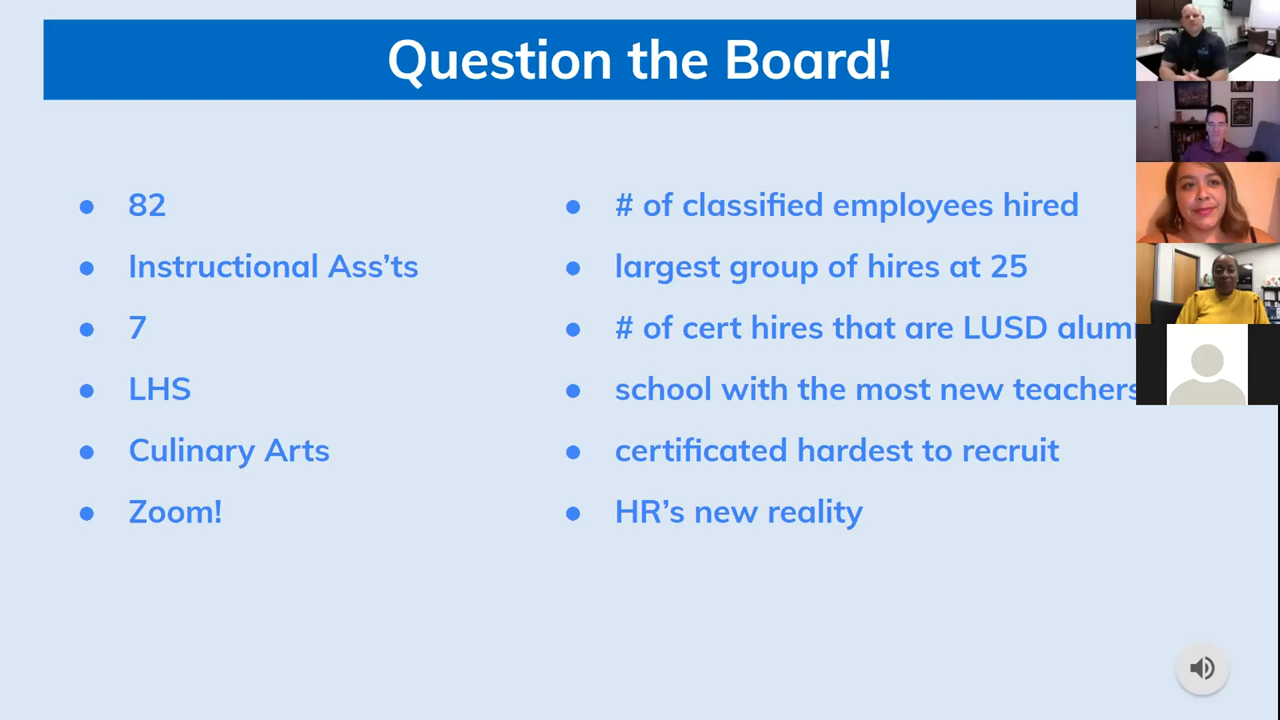 Question the Board!
82
Instructional Ass'ts
7
LHS
Culinary Arts
Zoom!
# of classified employees hired
largest group of hires at 25
# of cert hires that are LUSD
school with the most new teachers
certificated hardest to recruit
HR's new reality